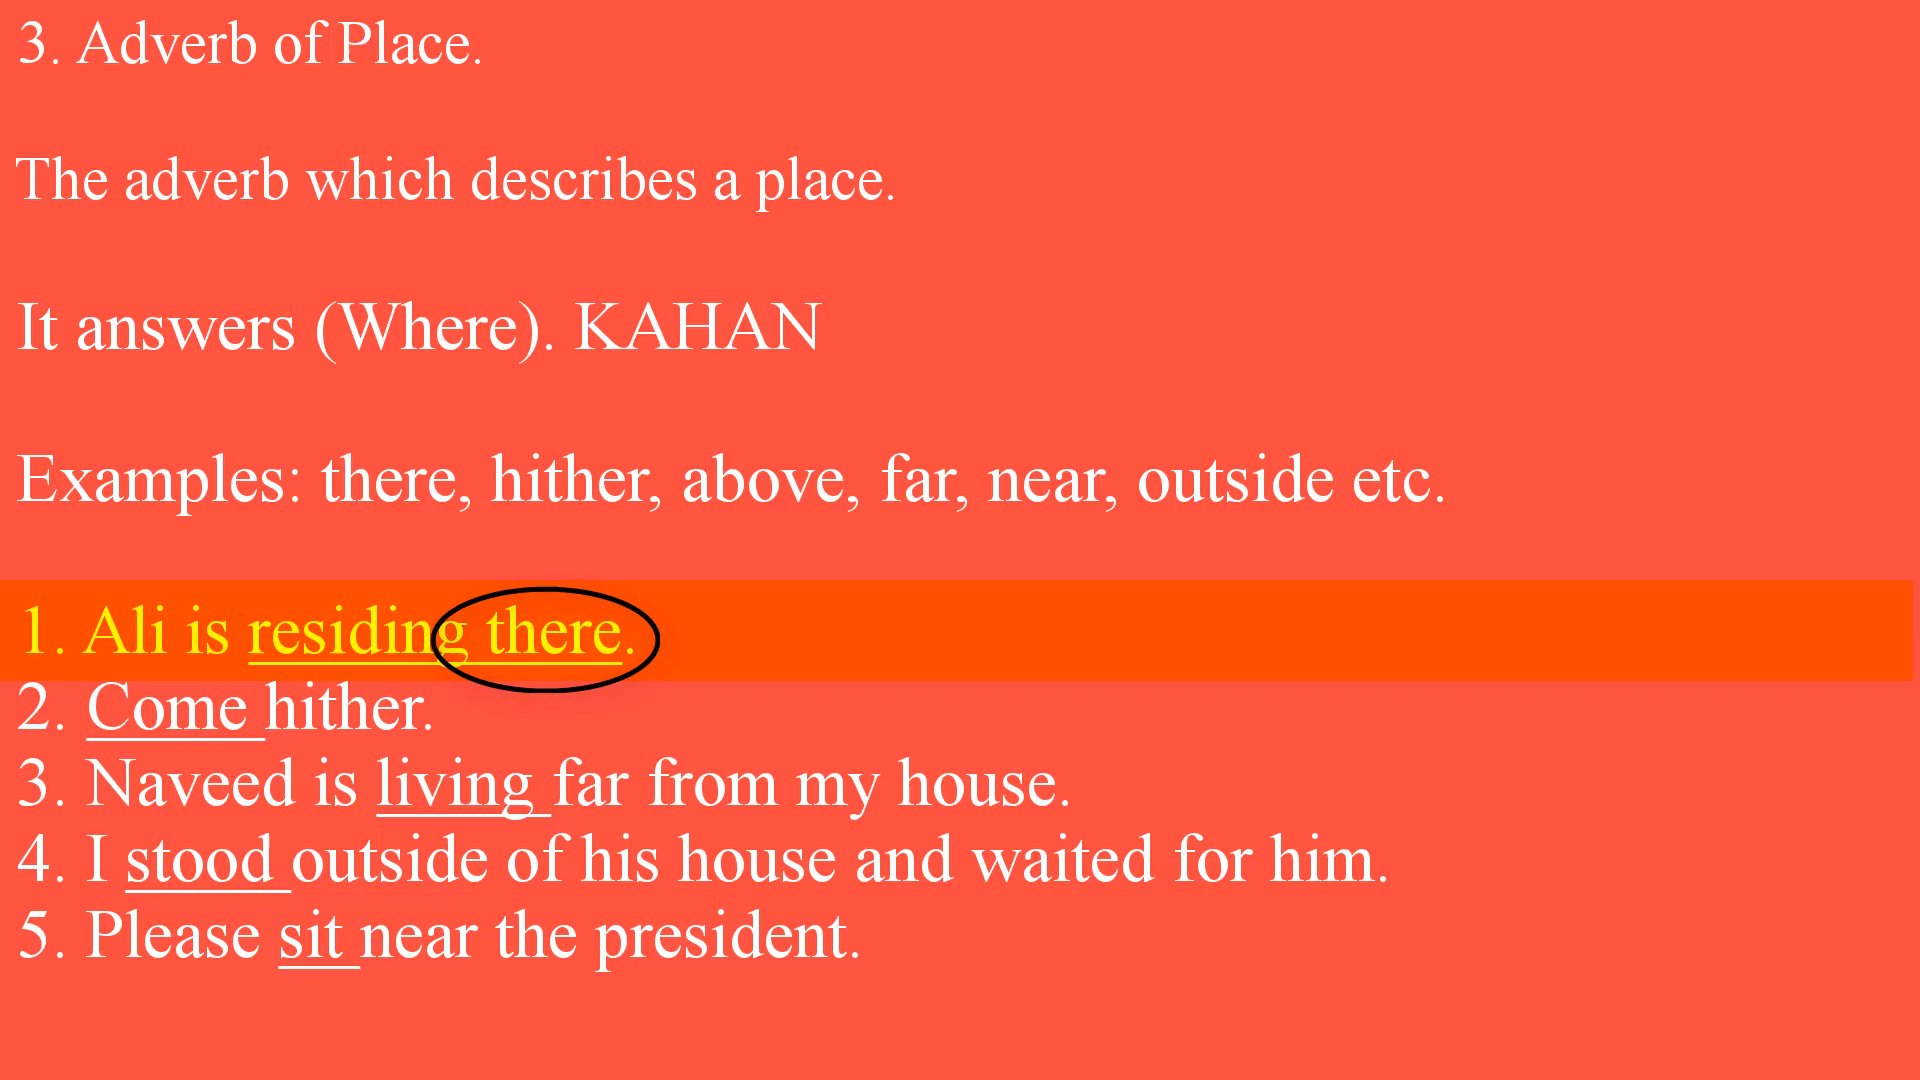 3. Adverb of Place.
The adverb which describes a place.
It answers (Where). KAHAN
Examples: there, hither, above, far, near, outside etc.
1. Ali is residing there.
2. Come hither.
3. Naveed is living far from my house.
4. I stood outside of his house and waited for him.
5. Please sit near the president.